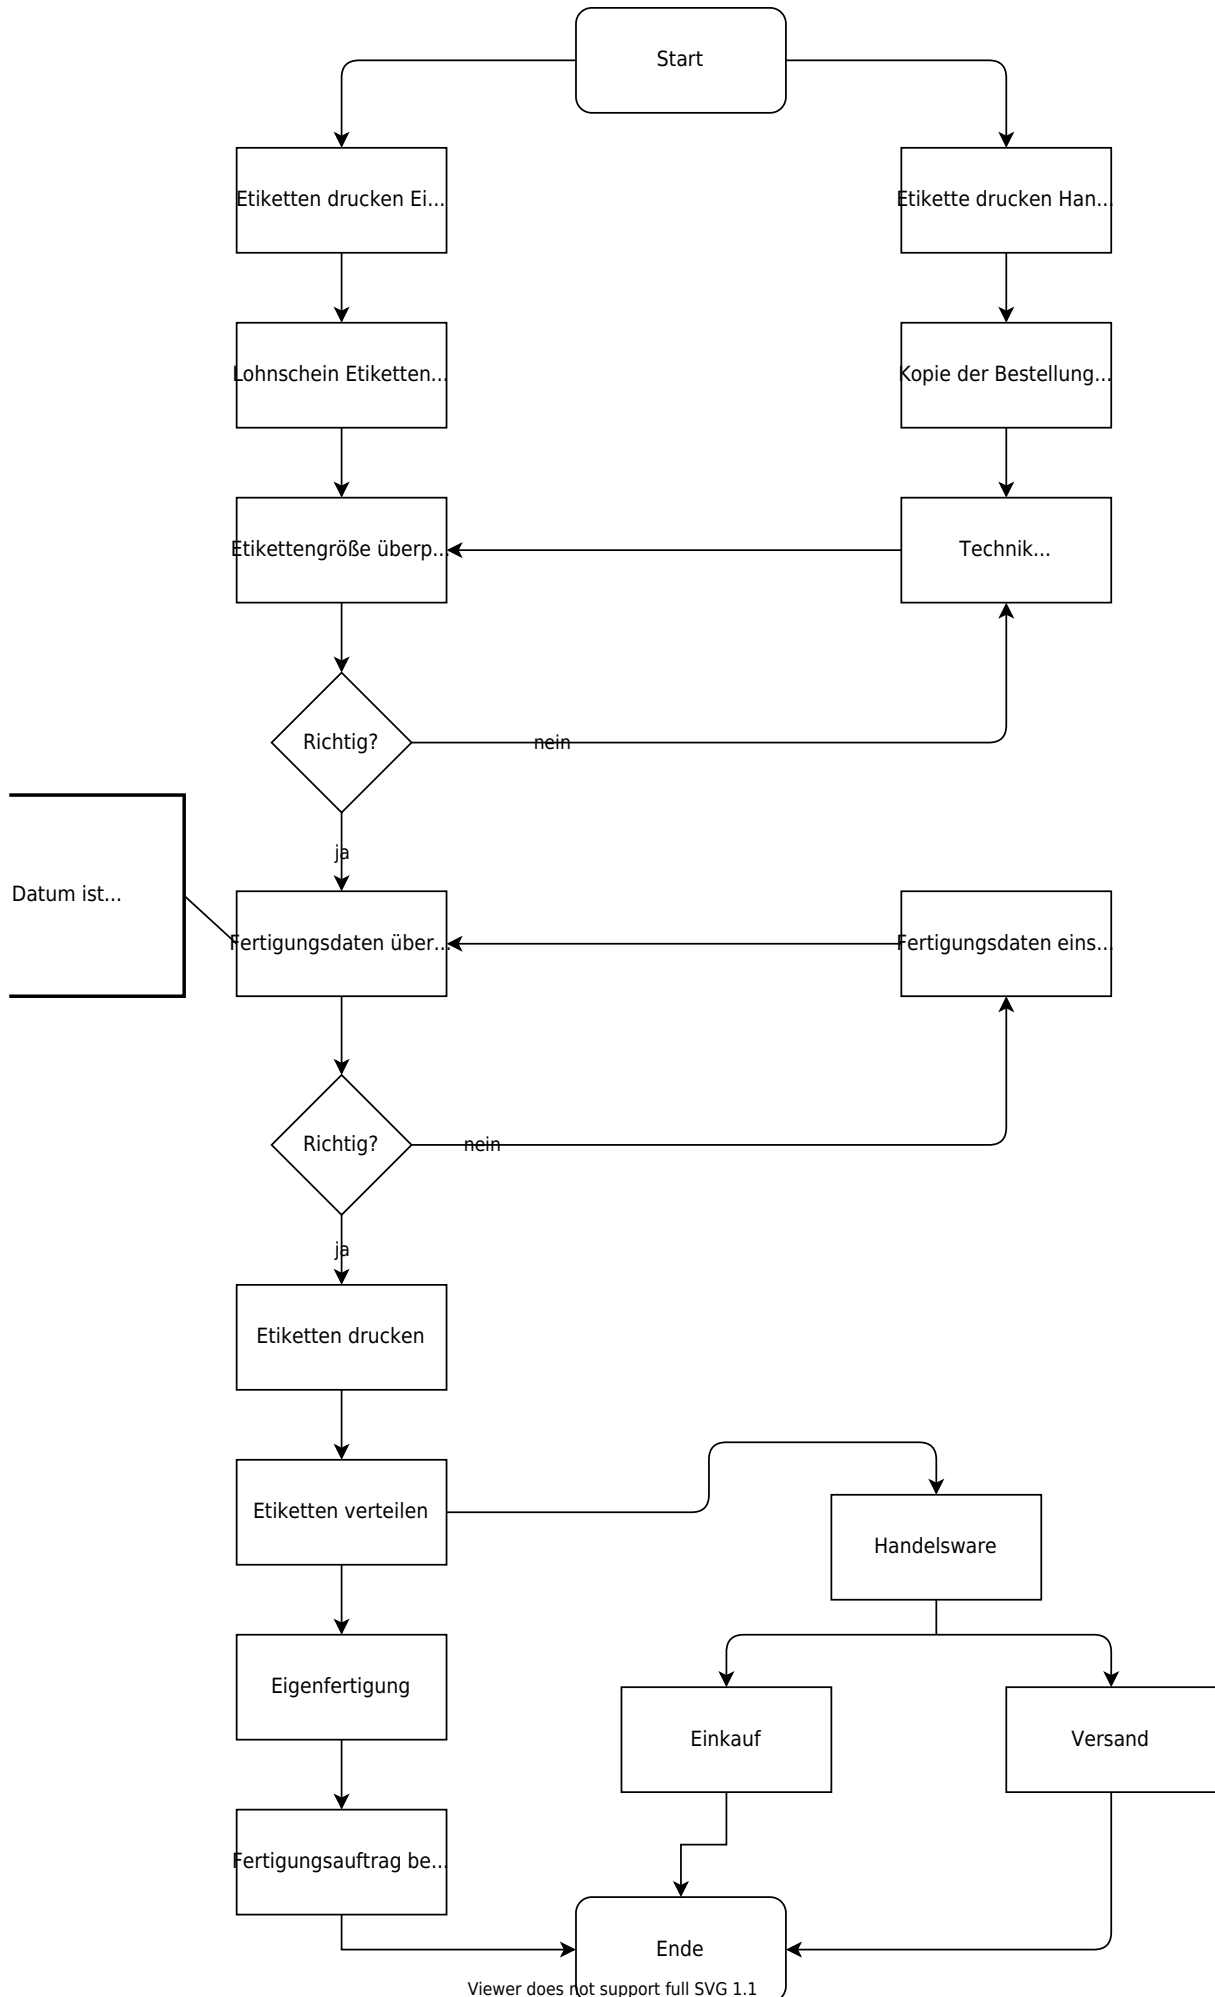 Start
Etiketten drucken Ei...
Etikette drucken Han...
Lohnschein Etiketten...
Kopie der Bestellung...
Etikettengröße überp...
Technik...
Richtig?
nein
ja
Datum ist...
Fertigungsdaten über...
Fertigungsdaten eins...
Richtig?
nein
ja
Etiketten drucken
Etiketten verteilen
Handelsware
Eigenfertigung
Einkauf
Versand
Fertigungsauftrag be...
Ende
Viewer does not support full SVG 1.1